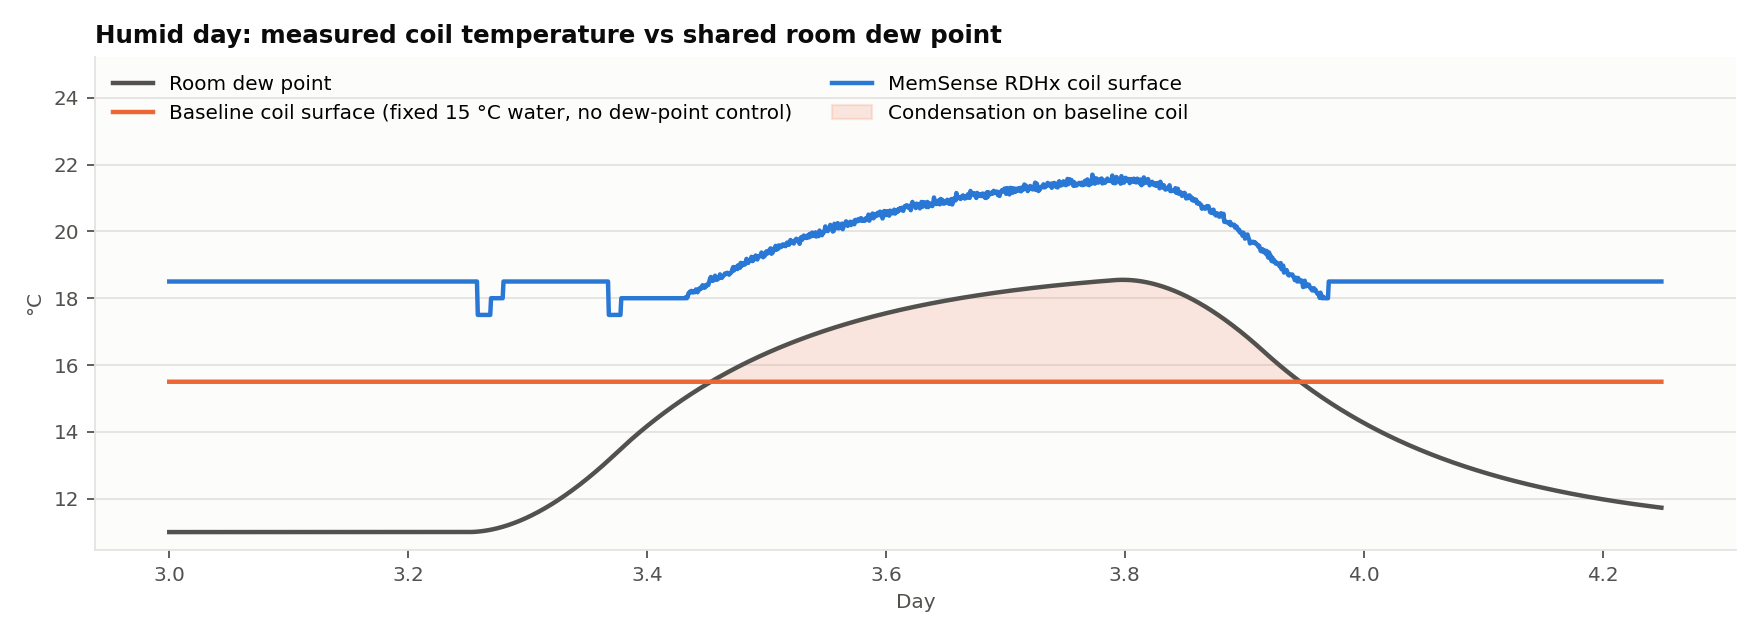 Humid day: measured coil temperature vs shared room dew point
Room dew point
Baseline coil surface (fixed 15 °C water, no dew-point control)
MemSense RDHx coil surface
Condensation on baseline coil
°C
24
22
20
18
16
14
12
3.0 3.2 3.4 3.6 3.8 4.0 4.2
Day